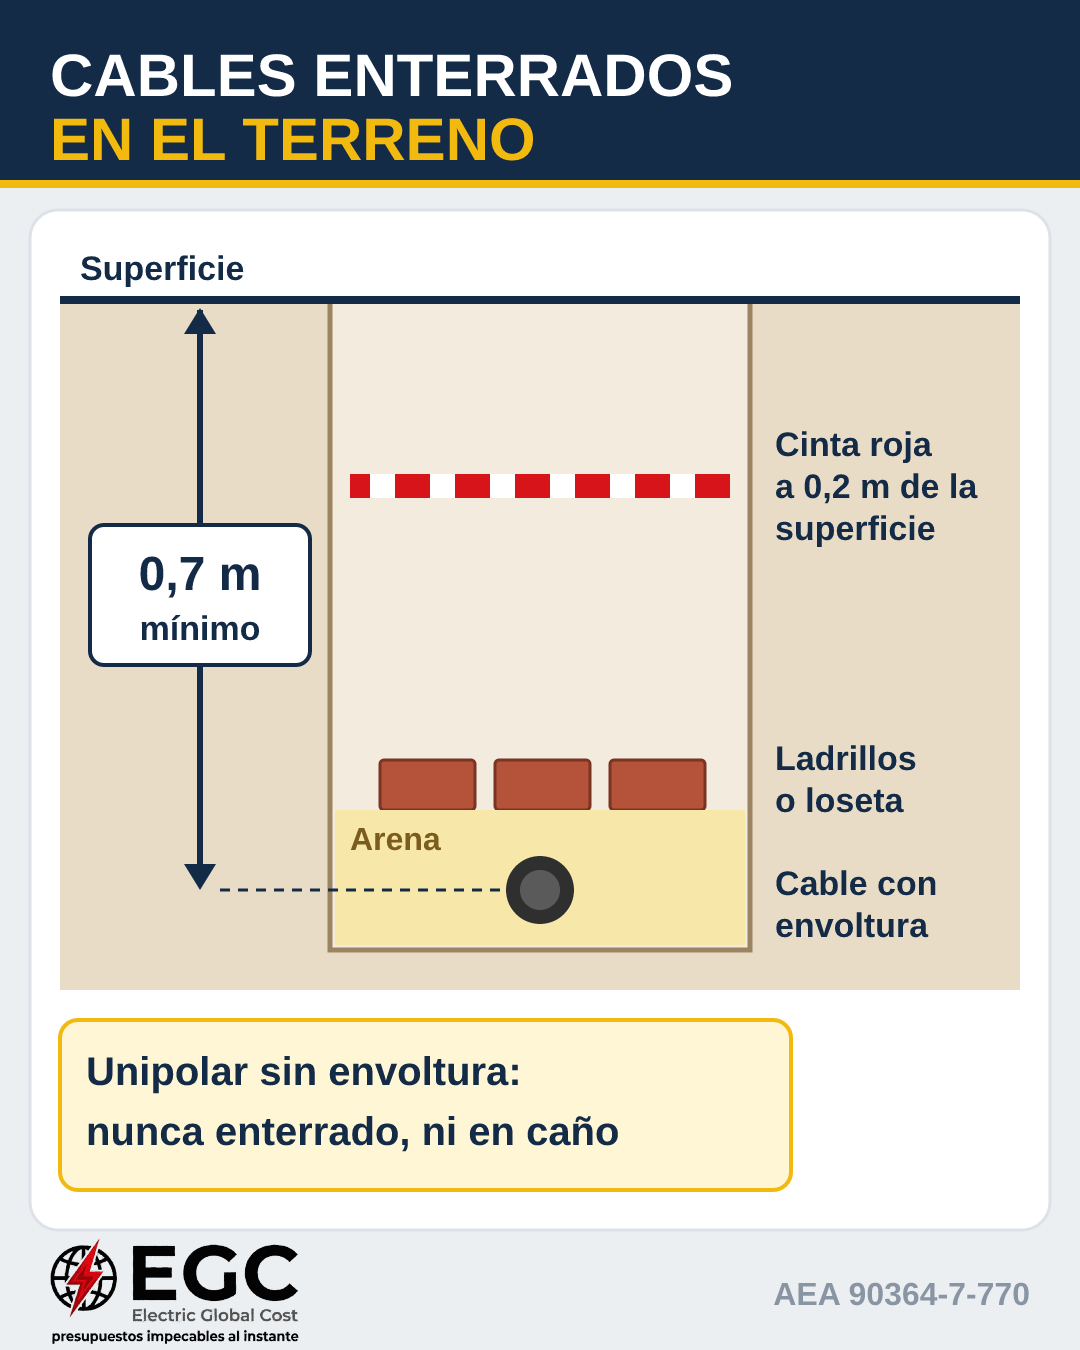 CABLES ENTERRADOS
EN EL TERRENO
Superficie
Cinta roja
a 0,2 m de la
superficie
0,7 m
mínimo
Ladrillos
o loseta
Arena
Cable con
envoltura
Unipolar sin envoltura:
nunca enterrado, ni en caño
EGC
Electric Global Cost
presupuestos impecables al instante
AEA 90364-7-770